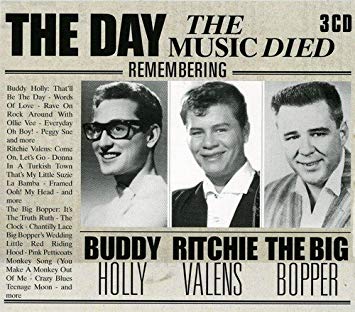 THE DAY THE MUSIC DIED
3 CD
REMEMBERING
Buddy Holly: That'll
Be The Day - Words
Of Love - Rave On
Rock Around With
Ollie Vee - Everyday
Oh Boy! - Peggy Sue
and more
Ritchie Valens: Come
On, Let's Go - Donna
In A Turkish Town
That's My Little Suzie
La Bamba - Framed
Ooh! My Head - and
more
The Big Bopper: It's
The Truth Ruth - The
Clock - Chantilly Lace
Big Bopper's Wedding
Little Red Riding
Hood - Pink Petticoats
Monkey Song (You
Make A Monkey Out
Of Me - Crazy Blues
Teenage Moon - and
more
BUDDY HOLLY
RITCHIE VALENS
THE BIG BOPPER